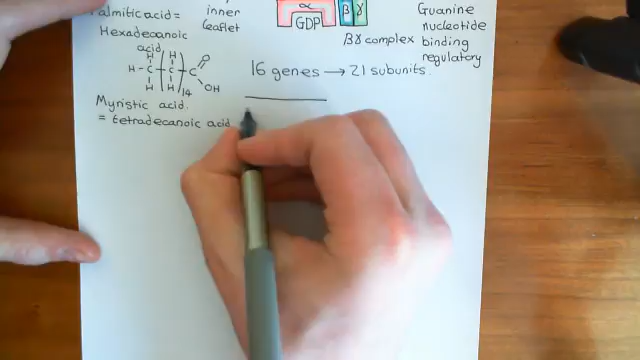 Palmitic acid =
Hexadecanoic
acid
inner
leaflet
α
GDP
β γ
βγ complex
Guanine
nucleotide
binding
regulatory
H H
H-C-C-C O
H H 14 OH
16 genes → 21 subunits.
Myristic acid.
= tetradecanoic acid